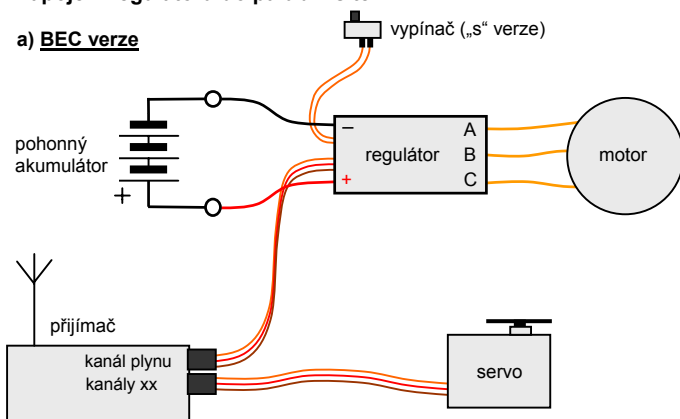 a) BEC verze
vypínač („s“ verze)
pohonný
akumulátor
+
−
+
regulátor
A
B
C
motor
přijímač
kanál plynu
kanály xx
servo